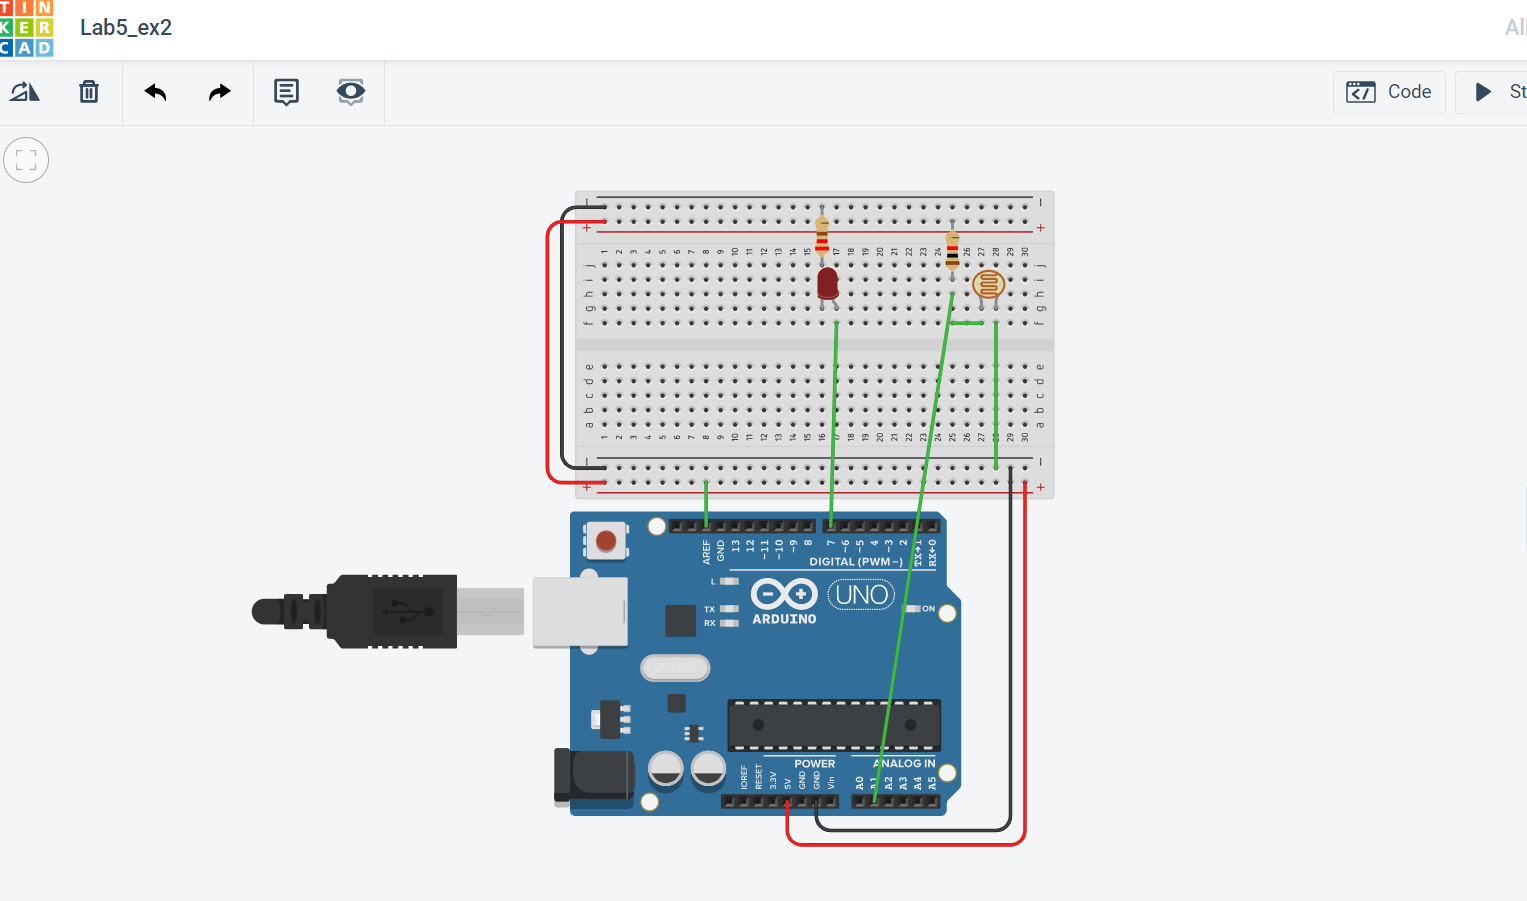 TIN
KER
CAD
Lab5_ex2
All
Code
St
1 2 3 4 5 6 7 8 9 10 11 12 13 14 15 17 18 19 20 21 22 23 24 26 27 28 29 30
j j
i i
h h
g g
f f
e e
d d
c c
b b
a a
1 2 3 4 5 6 7 8 9 10 11 12 13 14 15 16 17 18 19 20 21 22 23 24 25 26 27 28 29 30
AREF GND 13 12 ~11 ~10 ~9 8 7 ~6 ~5 4 ~3 2 TX→1 RX←0
DIGITAL (PWM~)
L
TX
RX
ARDUINO
UNO
ON
POWER
ANALOG IN
IOREF RESET 3.3V 5V GND GND Vin A0 A1 A2 A3 A4 A5